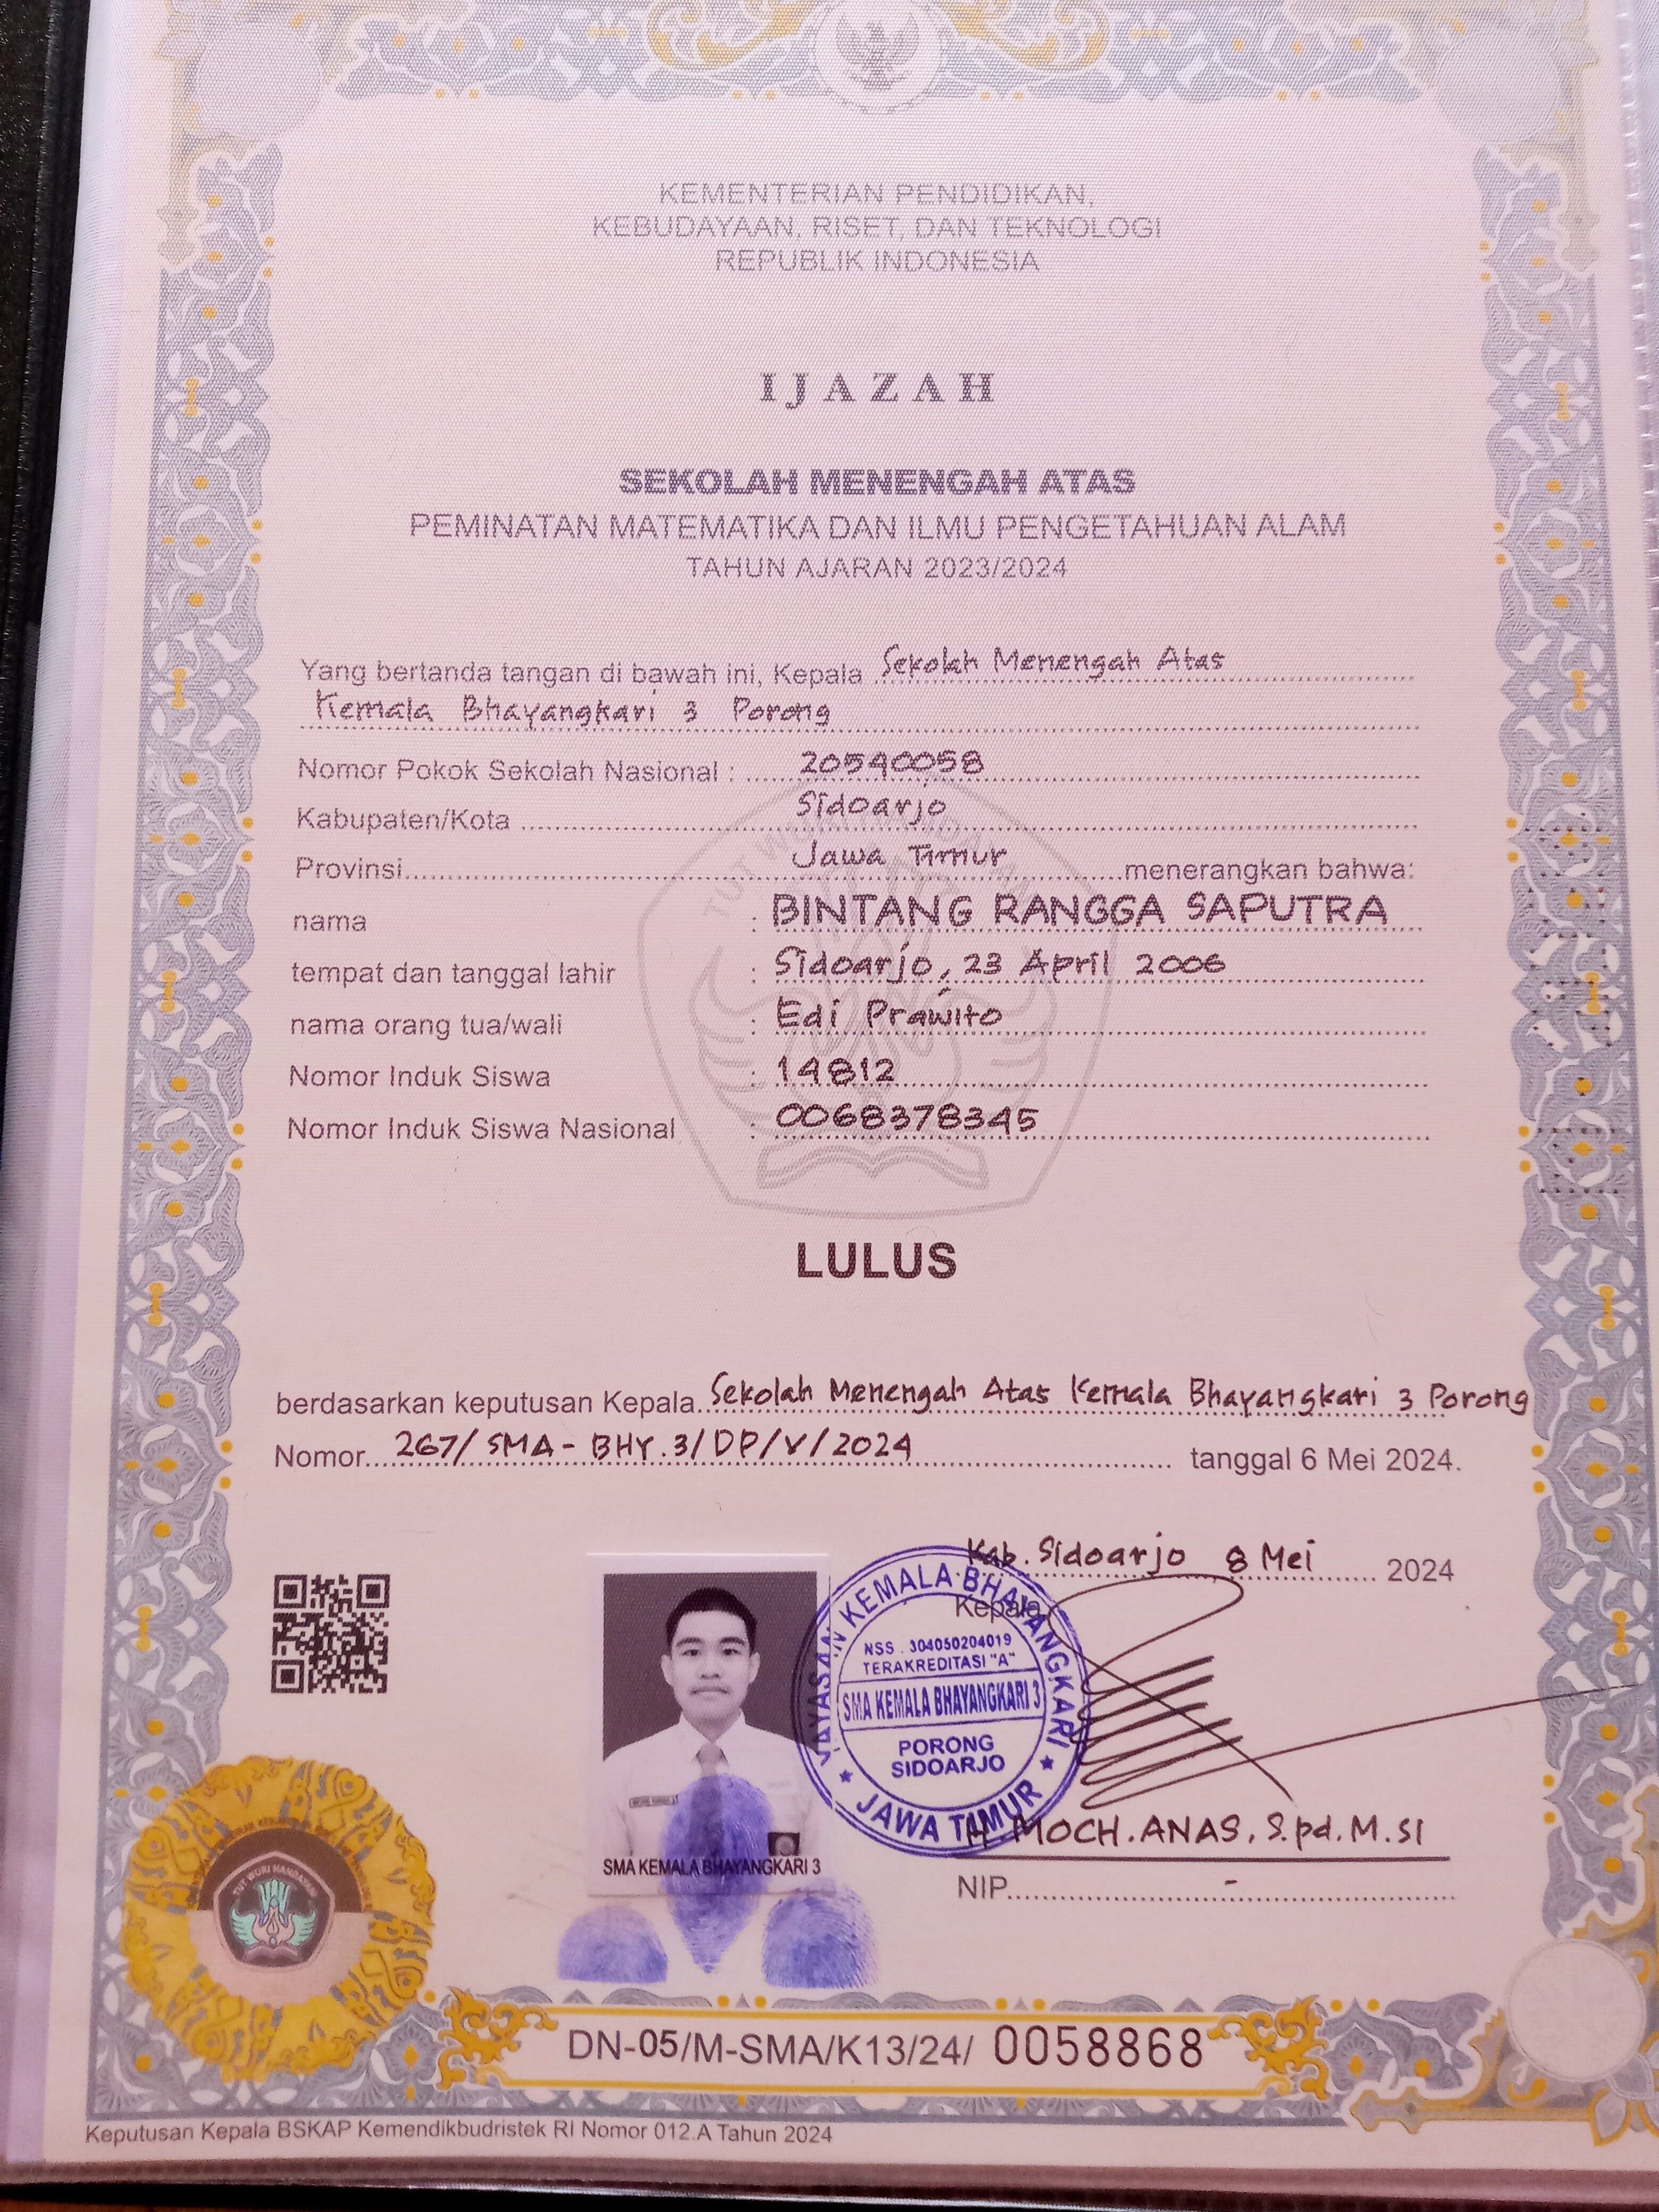 KEMENTERIAN PENDIDIKAN,
KEBUDAYAAN, RISET, DAN TEKNOLOGI
REPUBLIK INDONESIA
IJAZAH
SEKOLAH MENENGAH ATAS
PEMINATAN MATEMATIKA DAN ILMU PENGETAHUAN ALAM
TAHUN AJARAN 2023/2024
Yang bertanda tangan di bawah ini, Kepala Sekolah Menengah Atas
Kemala Bhayangkari 3 Porong
Nomor Pokok Sekolah Nasional : 20540058
Kabupaten/Kota Sidoarjo
Provinsi Jawa Timur menerangkan bahwa:
nama : BINTANG RANGGA SAPUTRA
tempat dan tanggal lahir : Sidoarjo, 23 April 2006
nama orang tua/wali : Edi Prawito
Nomor Induk Siswa : 14812
Nomor Induk Siswa Nasional : 0068378345
LULUS
berdasarkan keputusan Kepala Sekolah Menengah Atas Kemala Bhayangkari 3 Porong
Nomor 267/SMA-BHY.3/DP/V/2024 tanggal 6 Mei 2024.
Kab. Sidoarjo 8 Mei 2024
Kepala
YAYASAN KEMALA BHAYANGKARI
NSS . 304050204019
TERAKREDITASI "A"
SMA KEMALA BHAYANGKARI 3
PORONG
SIDOARJO
JAWA TIMUR
H. MOCH. ANAS, S.pd. M.si
NIP. -
SMA KEMALA BHAYANGKARI 3
TUT WURI HANDAYANI
DN-05/M-SMA/K13/24/ 0058868
Keputusan Kepala BSKAP Kemendikbudristek RI Nomor 012.A Tahun 2024